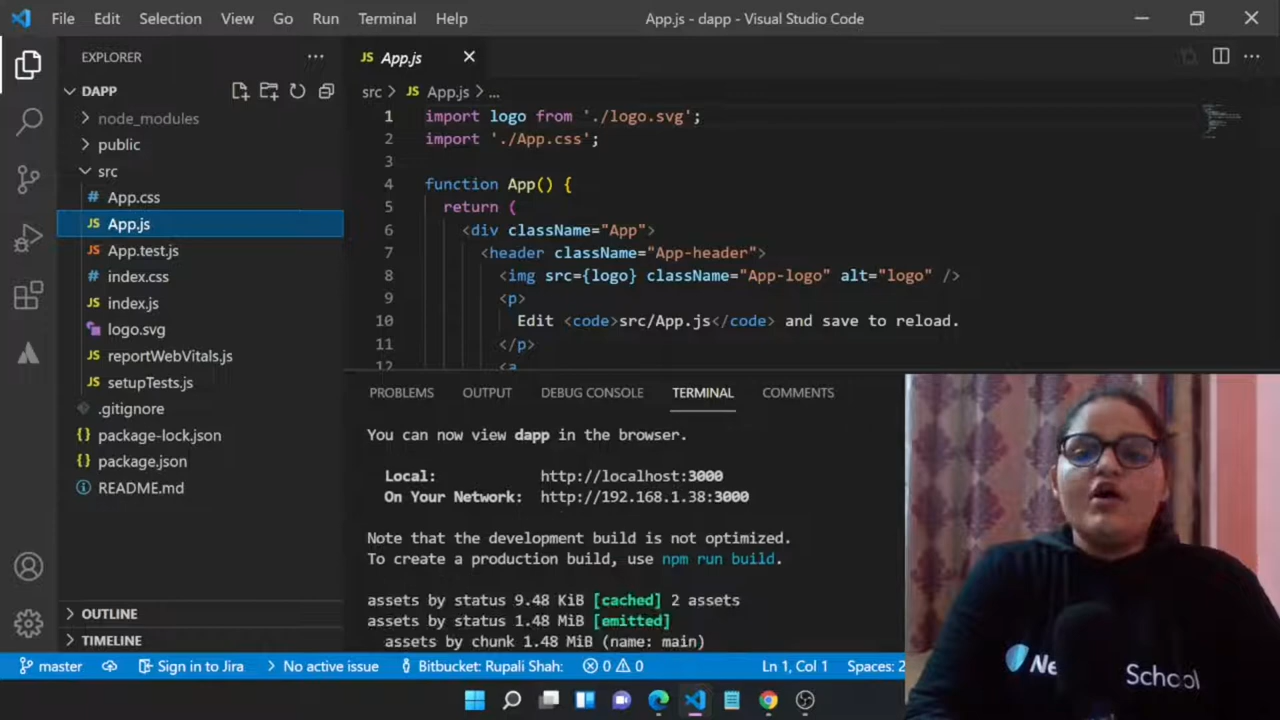 File Edit Selection View Go Run Terminal Help App.js - dapp - Visual Studio Code
EXPLORER
DAPP
node_modules
public
src
# App.css
JS App.js
JS App.test.js
# index.css
JS index.js
logo.svg
JS reportWebVitals.js
JS setupTests.js
.gitignore
{} package-lock.json
{} package.json
README.md
OUTLINE
TIMELINE
JS App.js
src > JS App.js > ...
1 import logo from './logo.svg';
2 import './App.css';
3
4 function App() {
5 return (
6 <div className="App">
7 <header className="App-header">
8 <img src={logo} className="App-logo" alt="logo" />
9 <p>
10 Edit <code>src/App.js</code> and save to reload.
11 </p>
12 <a
PROBLEMS OUTPUT DEBUG CONSOLE TERMINAL COMMENTS
You can now view dapp in the browser.
Local: http://localhost:3000
On Your Network: http://192.168.1.38:3000
Note that the development build is not optimized.
To create a production build, use npm run build.
assets by status 9.48 KiB [cached] 2 assets
assets by status 1.48 MiB [emitted]
assets by chunk 1.48 MiB (name: main)
School
master Sign in to Jira No active issue Bitbucket: Rupali Shah: 0 0 Ln 1, Col 1 Spaces: 2